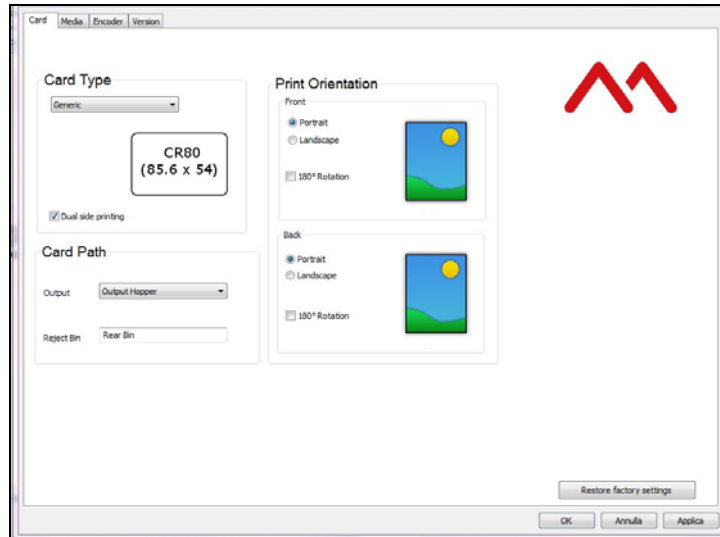 Card Media Encoder Version
Card Type
Generic
CR80
(85.6 x 54)
Dual side printing
Card Path
Output Output Hopper
Reject Bin Rear Bin
Print Orientation
Front
Portrait
Landscape
180° Rotation
Back
Portrait
Landscape
180° Rotation
Restore factory settings
OK Annulla Applica